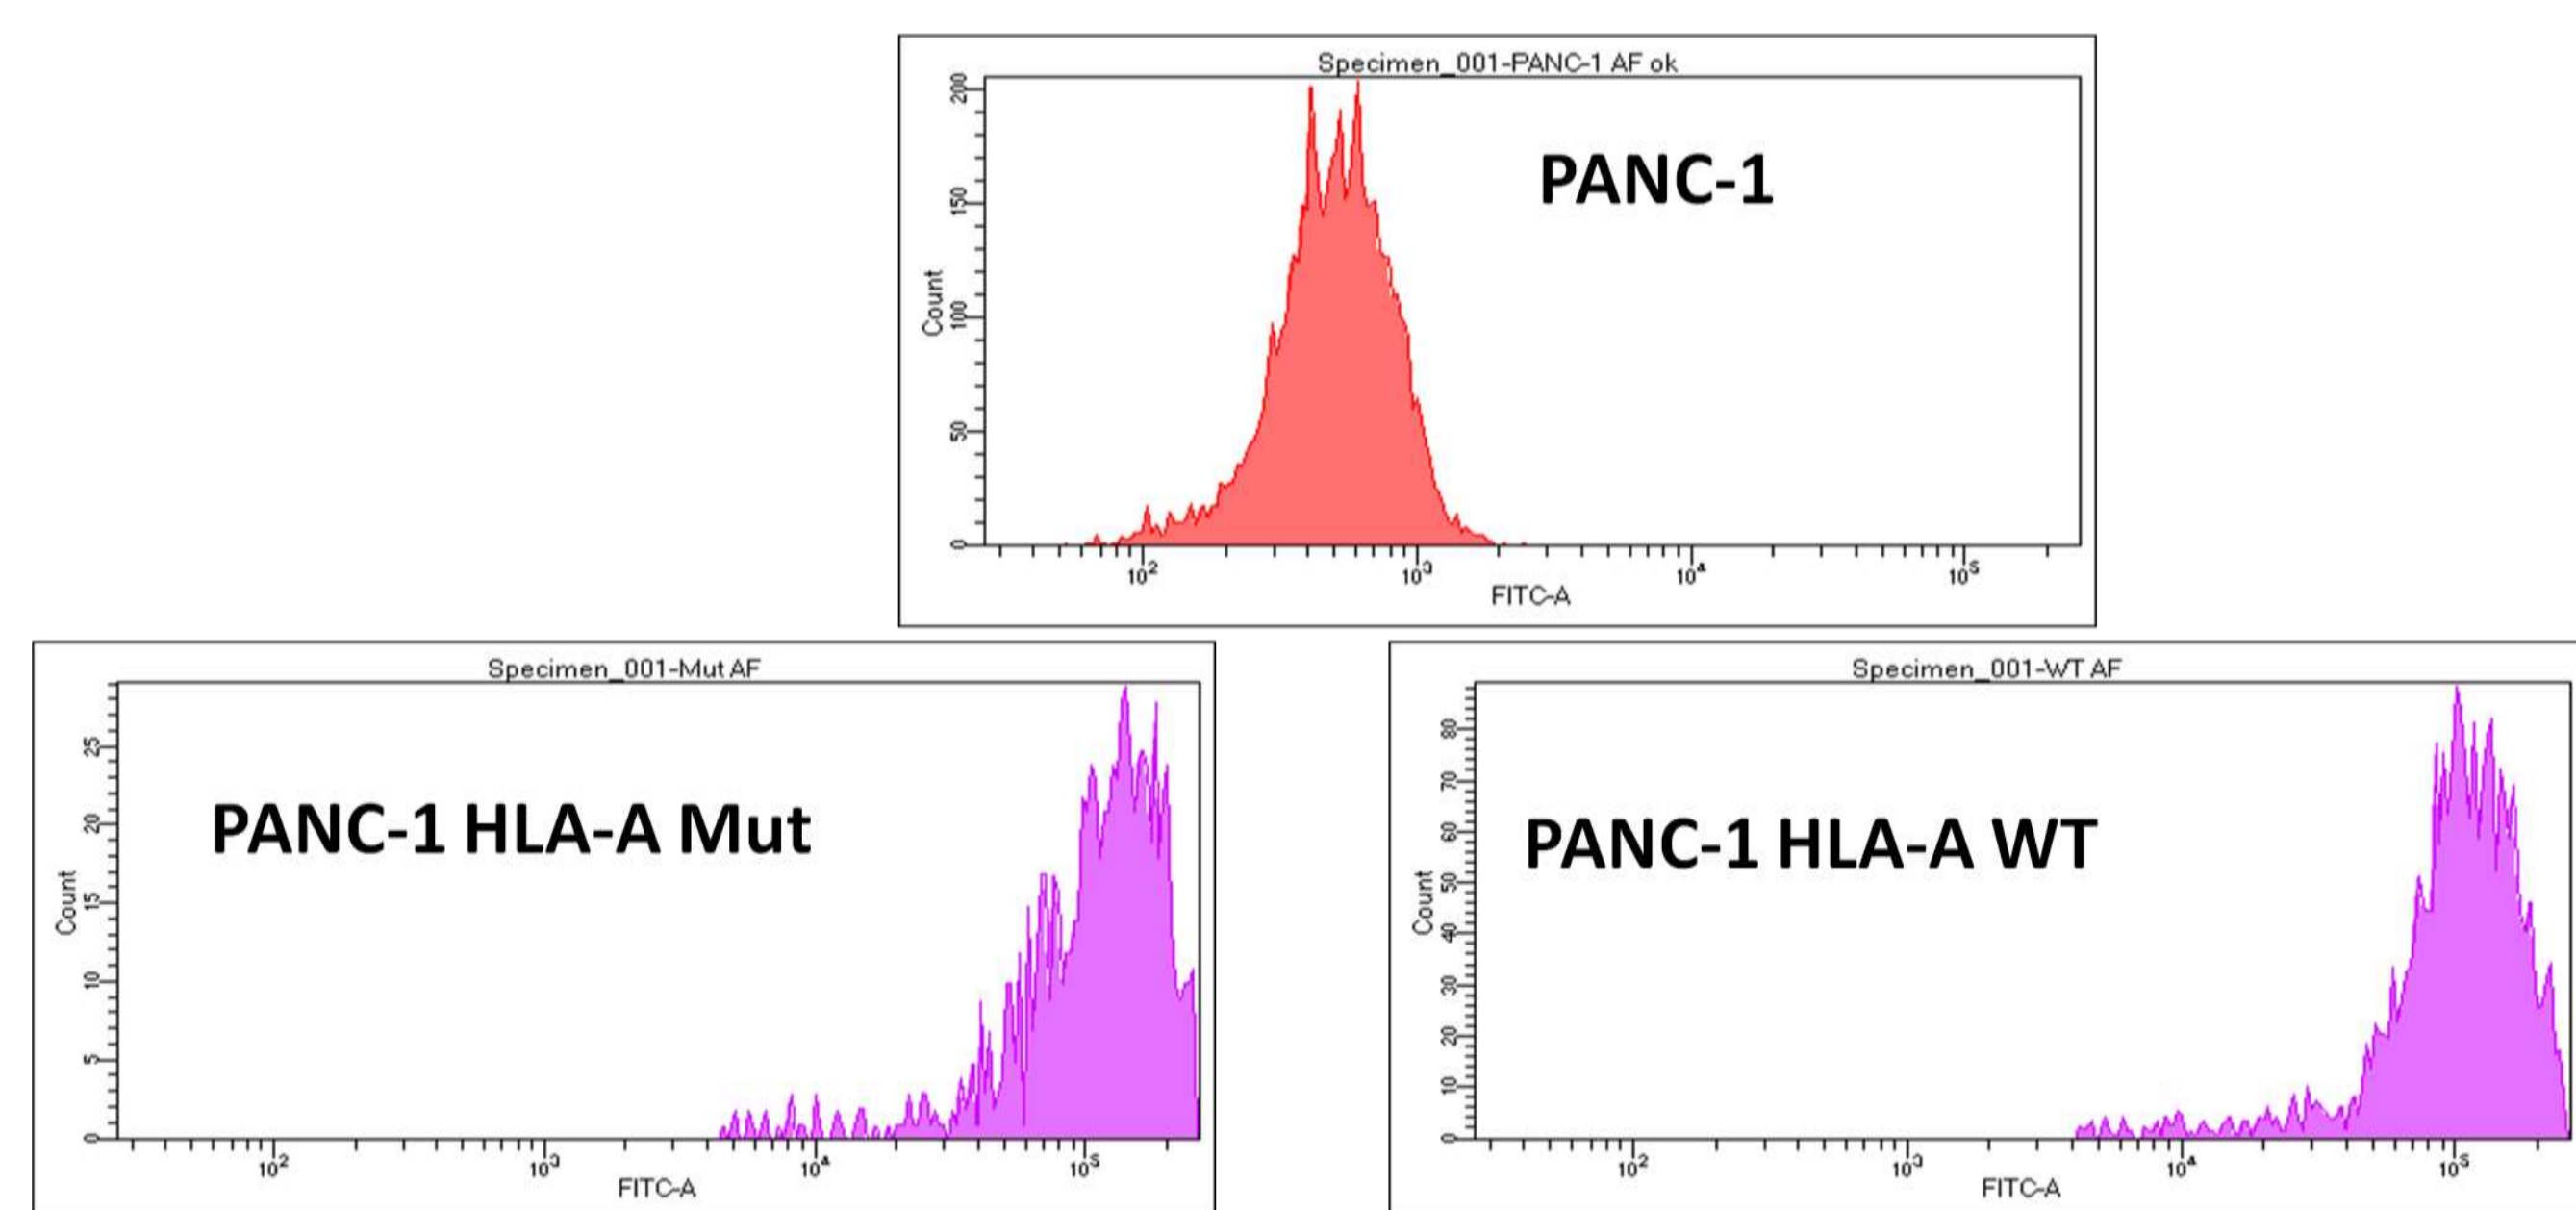 Specimen_001-PANC-1 AF ok
PANC-1
200
150
100
50
0
Count
10²
10³
10⁴
10⁵
FITC-A
Specimen_001-Mut AF
PANC-1 HLA-A Mut
25
20
15
10
5
0
Count
10²
10³
10⁴
10⁵
FITC-A
Specimen_001-WT AF
PANC-1 HLA-A WT
80
70
60
50
40
30
20
10
0
Count
10²
10³
10⁴
10⁵
FITC-A